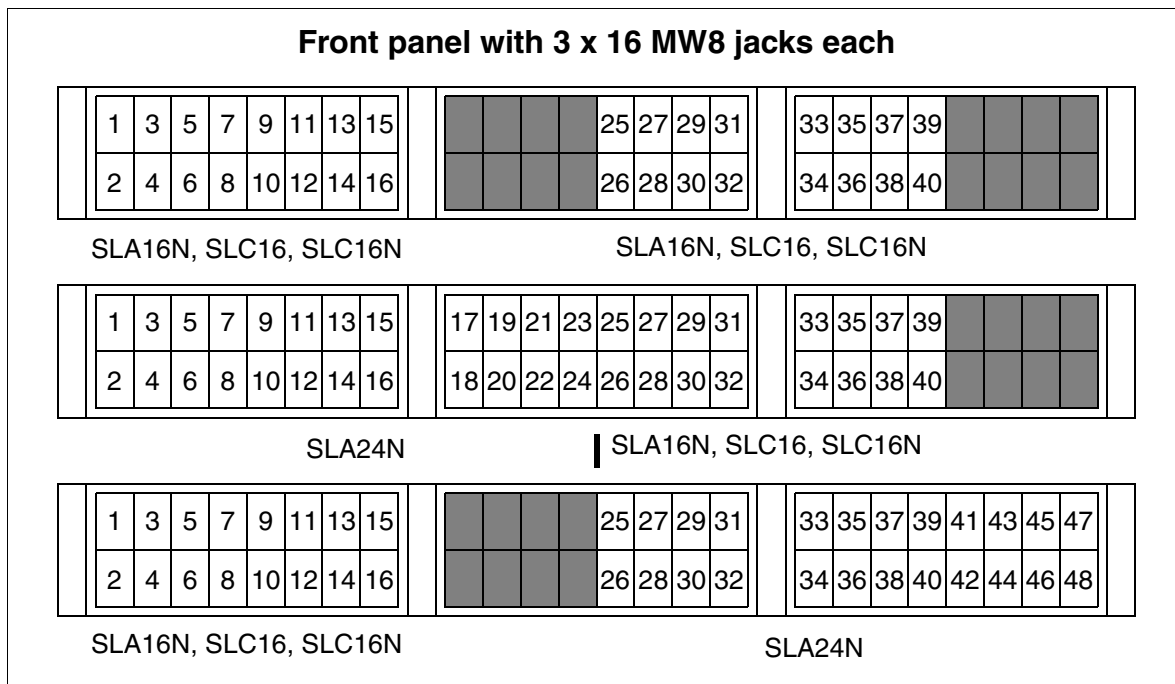 Front panel with 3 x 16 MW8 jacks each
1 3 5 7 9 11 13 15 25 27 29 31 33 35 37 39
2 4 6 8 10 12 14 16 26 28 30 32 34 36 38 40
SLA16N, SLC16, SLC16N SLA16N, SLC16, SLC16N
1 3 5 7 9 11 13 15 17 19 21 23 25 27 29 31 33 35 37 39
2 4 6 8 10 12 14 16 18 20 22 24 26 28 30 32 34 36 38 40
SLA24N SLA16N, SLC16, SLC16N
1 3 5 7 9 11 13 15 25 27 29 31 33 35 37 39 41 43 45 47
2 4 6 8 10 12 14 16 26 28 30 32 34 36 38 40 42 44 46 48
SLA16N, SLC16, SLC16N SLA24N